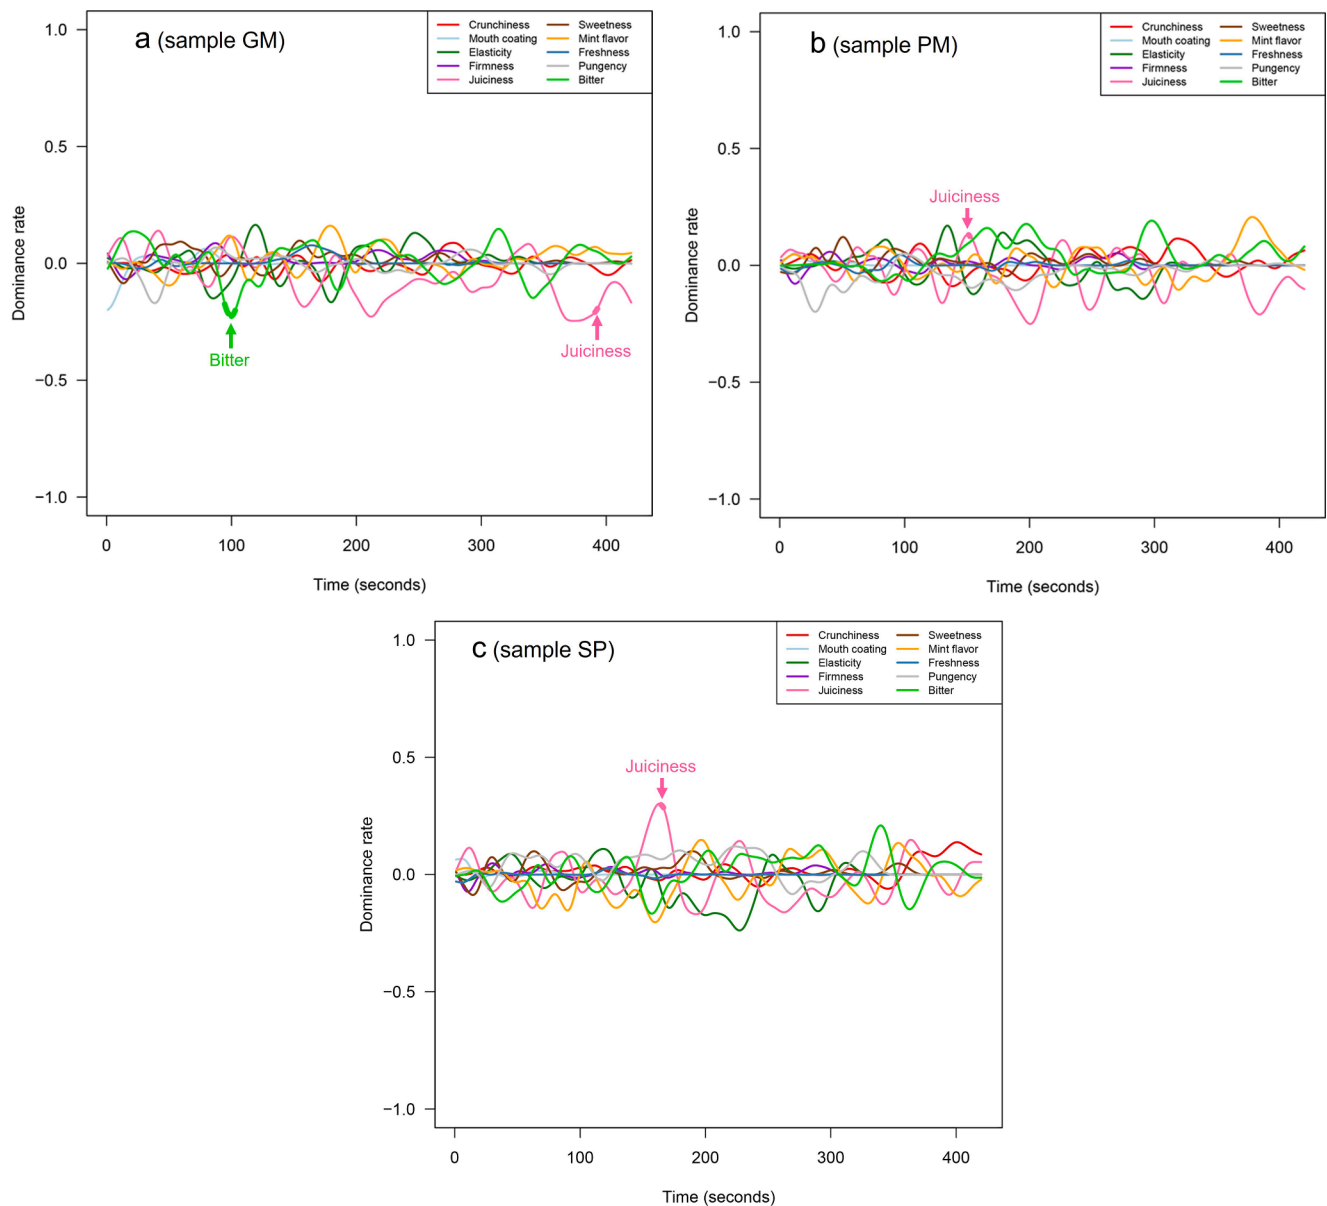 a (sample GM)
Crunchiness Sweetness
Mouth coating Mint flavor
Elasticity Freshness
Firmness Pungency
Juiciness Bitter
Dominance rate
1.0
0.5
0.0
−0.5
−1.0
Bitter
Juiciness
0 100 200 300 400
Time (seconds)
b (sample PM)
Crunchiness Sweetness
Mouth coating Mint flavor
Elasticity Freshness
Firmness Pungency
Juiciness Bitter
Dominance rate
1.0
0.5
0.0
−0.5
−1.0
Juiciness
0 100 200 300 400
Time (seconds)
c (sample SP)
Crunchiness Sweetness
Mouth coating Mint flavor
Elasticity Freshness
Firmness Pungency
Juiciness Bitter
Dominance rate
1.0
0.5
0.0
−0.5
−1.0
Juiciness
0 100 200 300 400
Time (seconds)